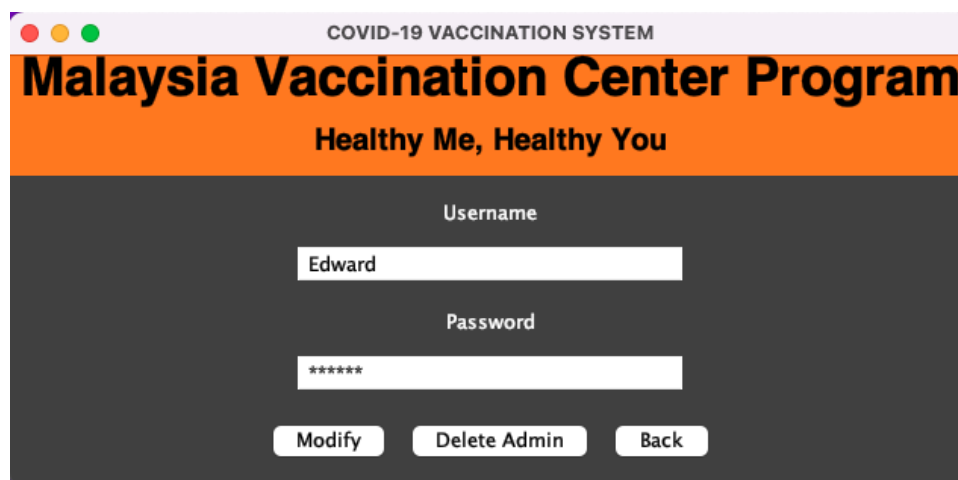 COVID-19 VACCINATION SYSTEM
Malaysia Vaccination Center Program
Healthy Me, Healthy You
Username
Edward
Password
******
Modify Delete Admin Back